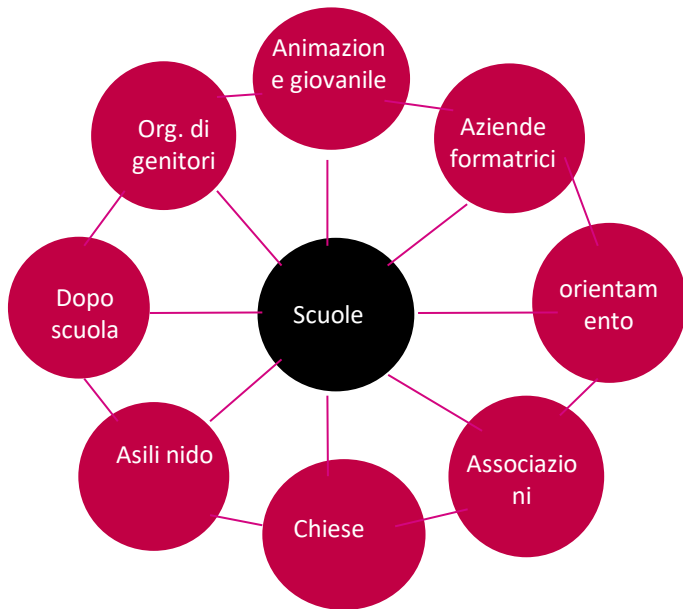 Animazion
e giovanile
Org. di
genitori
Aziende
formatrici
Dopo
scuola
Scuole
orientam
ento
Asili nido
Associazio
ni
Chiese